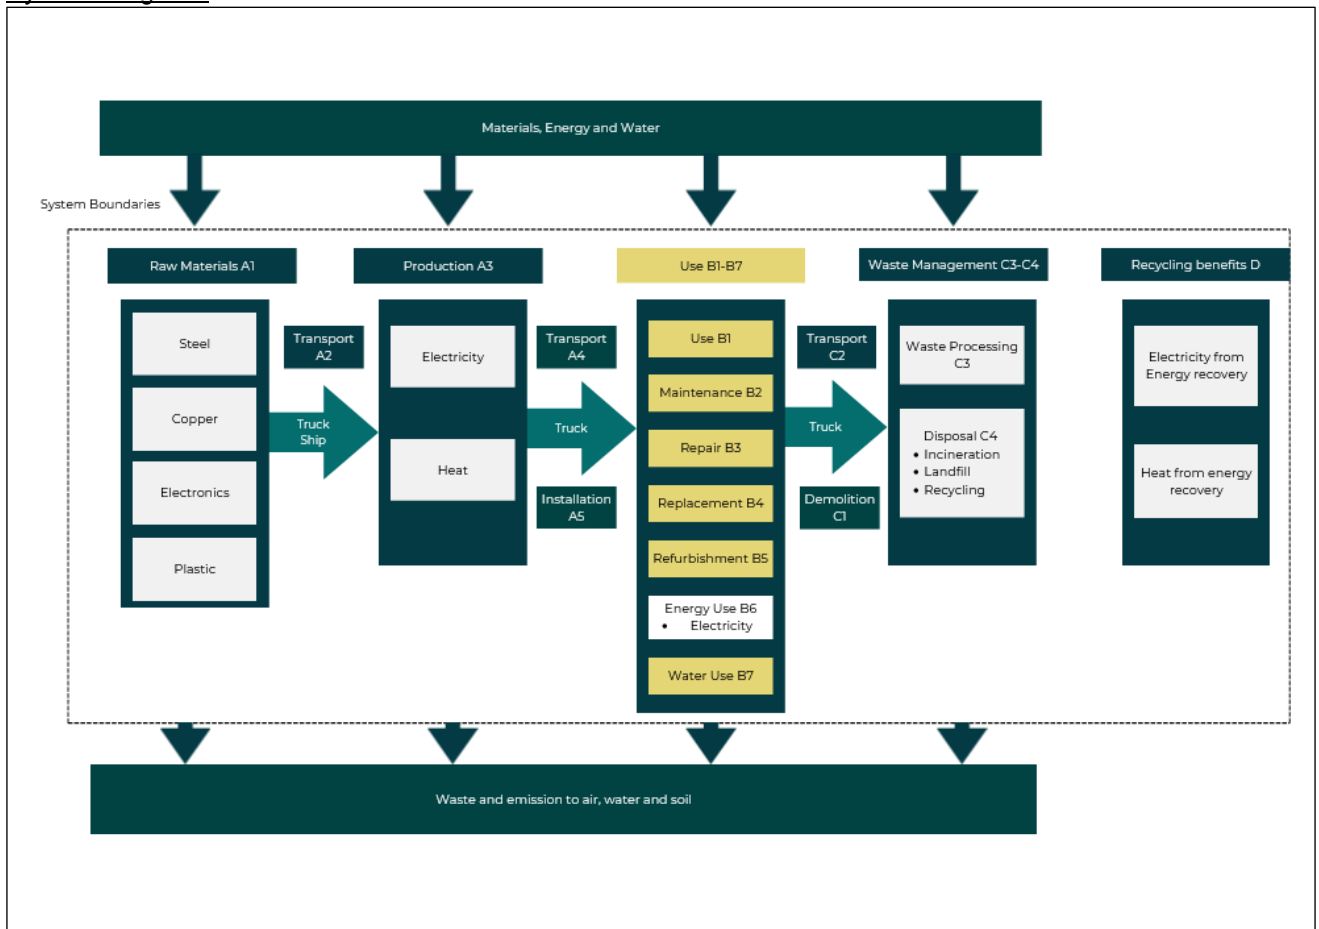 Materials, Energy and Water
System Boundaries
Raw Materials A1
Steel
Copper
Electronics
Plastic
Transport
A2
Truck
Ship
Production A3
Electricity
Heat
Transport
A4
Truck
Installation
A5
Use B1-B7
Use B1
Maintenance B2
Repair B3
Replacement B4
Refurbishment B5
Energy Use B6
• Electricity
Water Use B7
Transport
C2
Truck
Demolition
C1
Waste Management C3-C4
Waste Processing
C3
Disposal C4
• Incineration
• Landfill
• Recycling
Recycling benefits D
Electricity from
Energy recovery
Heat from energy
recovery
Waste and emission to air, water and soil